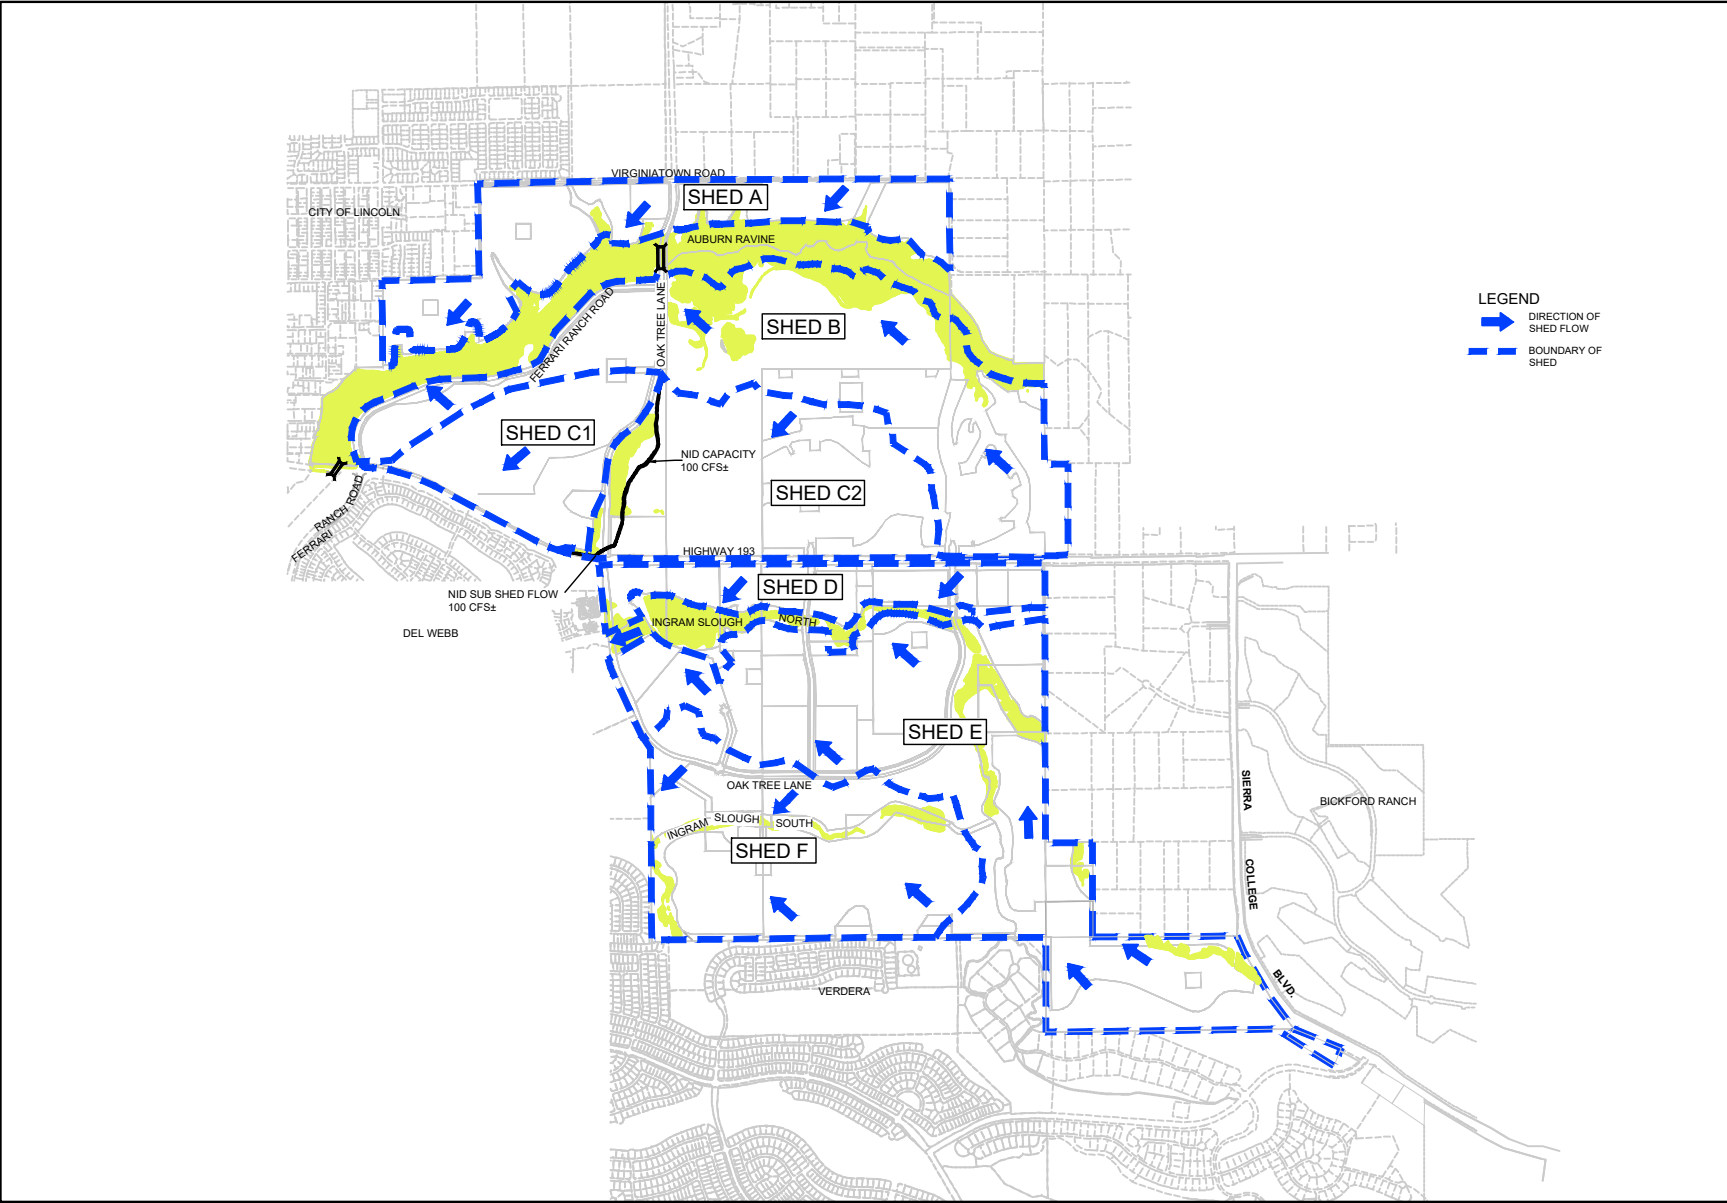 VIRGINIATOWN ROAD
SHED A
CITY OF LINCOLN
AUBURN RAVINE
FERRARI RANCH ROAD
OAK TREE LANE
SHED B
LEGEND
DIRECTION OF
SHED FLOW
BOUNDARY OF
SHED
SHED C1
NID CAPACITY
100 CFS±
SHED C2
FERRARI RANCH ROAD
HIGHWAY 193
NID SUB SHED FLOW
100 CFS±
SHED D
DEL WEBB
INGRAM SLOUGH NORTH
SHED E
OAK TREE LANE
INGRAM SLOUGH SOUTH
SHED F
SIERRA COLLEGE BLVD.
BICKFORD RANCH
VERDERA